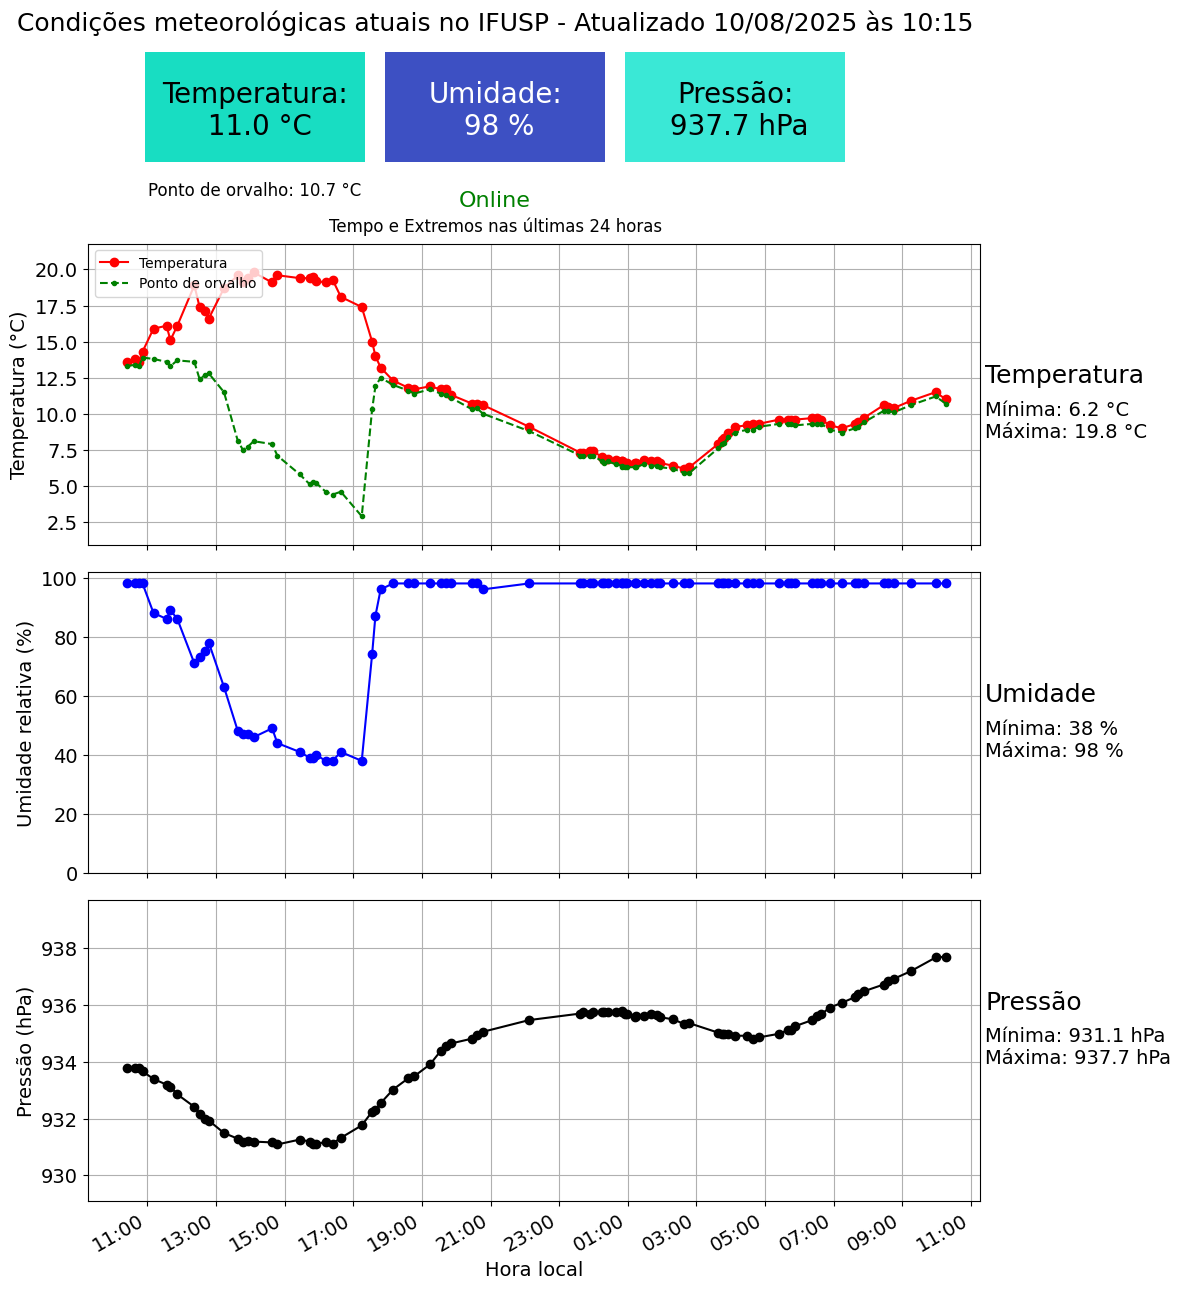 Condições meteorológicas atuais no IFUSP - Atualizado 10/08/2025 às 10:15
Temperatura:
11.0 °C
Umidade:
98 %
Pressão:
937.7 hPa
Ponto de orvalho: 10.7 °C
Online
Tempo e Extremos nas últimas 24 horas
Temperatura
Ponto de orvalho
Temperatura (°C)
20.0
17.5
15.0
12.5
10.0
7.5
5.0
2.5
Temperatura
Mínima: 6.2 °C
Máxima: 19.8 °C
Umidade relativa (%)
100
80
60
40
20
0
Umidade
Mínima: 38 %
Máxima: 98 %
Pressão (hPa)
938
936
934
932
930
Pressão
Mínima: 931.1 hPa
Máxima: 937.7 hPa
11:00 13:00 15:00 17:00 19:00 21:00 23:00 01:00 03:00 05:00 07:00 09:00 11:00
Hora local